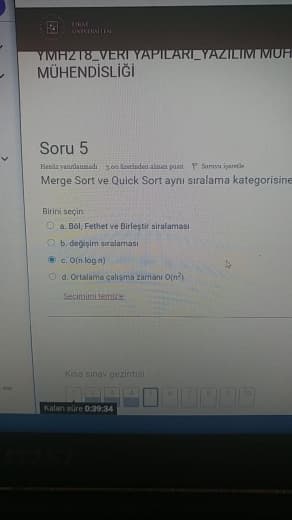 FIRAT
ÜNİVERSİTESİ
YMH218_VERİ YAPILARI_YAZILIM MÜH
MÜHENDİSLİĞİ
Soru 5
Henüz yanıtlanmadı 3,00 üzerinden alınan puan Soruyu işaretle
Merge Sort ve Quick Sort aynı sıralama kategorisine
Birini seçin:
a. Böl, Fethet ve Birleştir sıralaması
b. değişim sıralaması
c. O(n log n)
d. Ortalama çalışma zamanı O(n²)
Seçimimi temizle
Kısa sınav gezintisi
Kalan süre 0:39:34